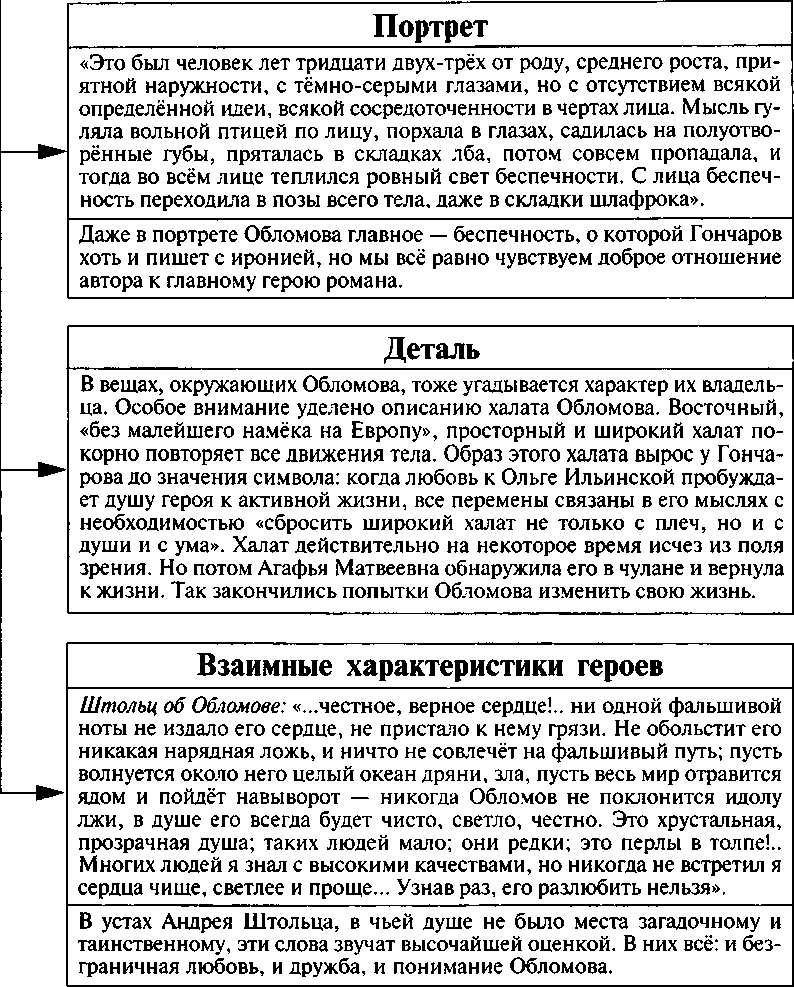 Портрет
«Это был человек лет тридцати двух-трёх от роду, среднего роста, при-
ятной наружности, с тёмно-серыми глазами, но с отсутствием всякой
определённой идеи, всякой сосредоточенности в чертах лица. Мысль гу-
ляла вольной птицей по лицу, порхала в глазах, садилась на полуотво-
рённые губы, пряталась в складках лба, потом совсем пропадала, и
тогда во всём лице теплился ровный свет беспечности. С лица беспеч-
ность переходила в позы всего тела, даже в складки шлафрока».
Даже в портрете Обломова главное — беспечность, о которой Гончаров
хоть и пишет с иронией, но мы всё равно чувствуем доброе отношение
автора к главному герою романа.
Деталь
В вещах, окружающих Обломова, тоже угадывается характер их владель-
ца. Особое внимание уделено описанию халата Обломова. Восточный,
«без малейшего намёка на Европу», просторный и широкий халат по-
корно повторяет все движения тела. Образ этого халата вырос у Гонча-
рова до значения символа: когда любовь к Ольге Ильинской пробужда-
ет душу героя к активной жизни, все перемены связаны в его мыслях с
необходимостью «сбросить широкий халат не только с плеч, но и с
души и с ума». Халат действительно на некоторое время исчез из поля
зрения. Но потом Агафья Матвеевна обнаружила его в чулане и вернула
к жизни. Так закончились попытки Обломова изменить свою жизнь.
Взаимные характеристики героев
Штольц об Обломове: «...честное, верное сердце!.. ни одной фальшивой
ноты не издало его сердце, не пристало к нему грязи. Не обольстит его
никакая нарядная ложь, и ничто не совлечёт на фальшивый путь; пусть
волнуется около него целый океан дряни, зла, пусть весь мир отравится
ядом и пойдёт навыворот — никогда Обломов не поклонится идолу
лжи, в душе его всегда будет чисто, светло, честно. Это хрустальная,
прозрачная душа; таких людей мало; они редки; это перлы в толпе!..
Многих людей я знал с высокими качествами, но никогда не встретил я
сердца чище, светлее и проще... Узнав раз, его разлюбить нельзя».
В устах Андрея Штольца, в чьей душе не было места загадочному и
таинственному, эти слова звучат высочайшей оценкой. В них всё: и без-
граничная любовь, и дружба, и понимание Обломова.